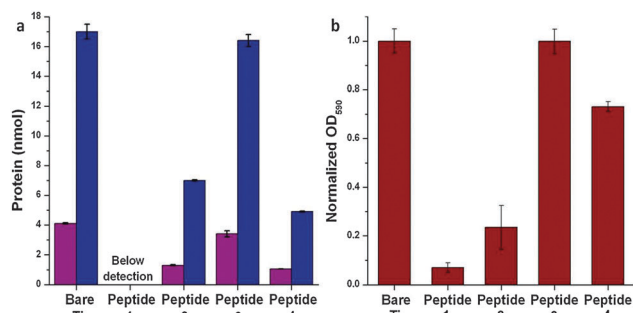 a
b
18
16
14
12
10
8
6
4
2
0
Protein (nmol)
Below
detection
Bare Peptide Peptide Peptide Peptide
1.0
0.8
0.6
0.4
0.2
0.0
Normalized OD590
Bare Peptide Peptide Peptide Peptide